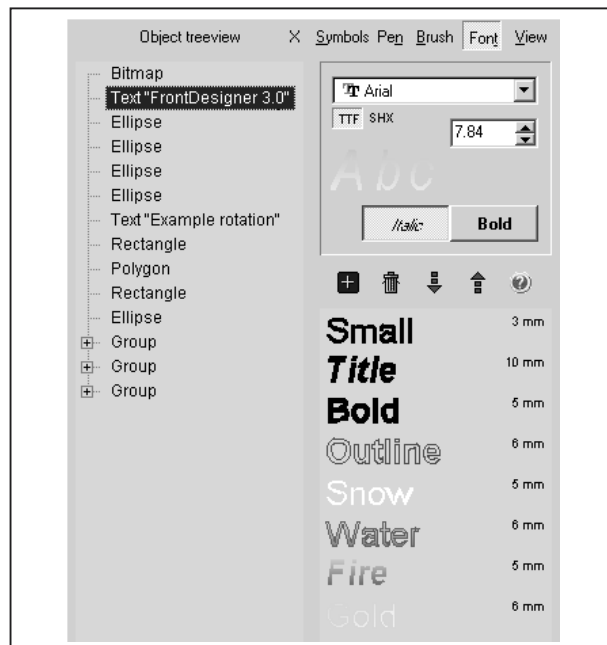 Object treeview X Symbols Pen Brush Font View
Bitmap
Text "FrontDesigner 3.0"
Ellipse
Ellipse
Ellipse
Ellipse
Text "Example rotation"
Rectangle
Polygon
Rectangle
Ellipse
Group
Group
Group
Arial
TTF SHX
7.84
Abc
Italic Bold
Small 3 mm
Title 10 mm
Bold 5 mm
Outline 6 mm
Snow 5 mm
Water 6 mm
Fire 5 mm
Gold 6 mm